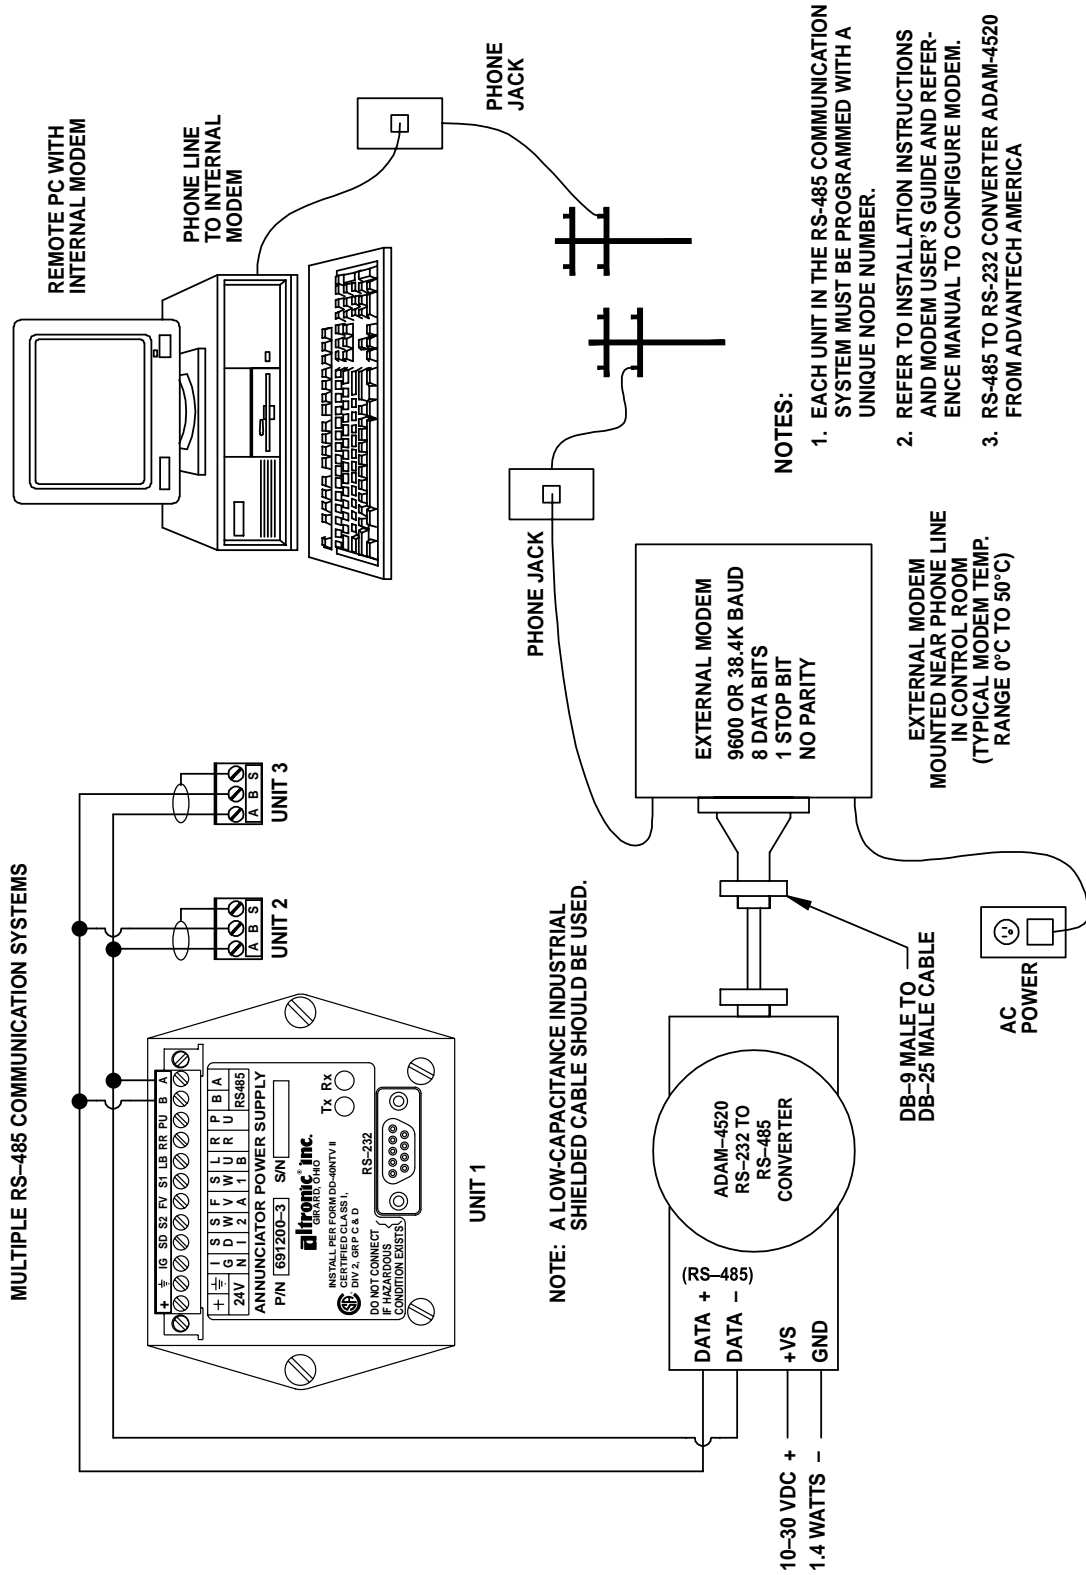 MULTIPLE RS–485 COMMUNICATION SYSTEMS
REMOTE PC WITH
INTERNAL MODEM
PHONE LINE
TO INTERNAL
MODEM
PHONE
JACK
+ ⏚ IG SD S2 FV S1 LB RR PU B A
+ ⏚ I S S F S L R P B A
G D W V W U R U
24V N I 2 A 1 B RS485
ANNUNCIATOR POWER SUPPLY
P/N 691200–3 S/N
altronic® inc.
GIRARD, OHIO
INSTALL PER FORM DD-40NTV II
CERTIFIED CLASS I,
DIV 2, GRP C & D
DO NOT CONNECT
IF HAZARDOUS
CONDITION EXISTS
Tx Rx
RS–232
UNIT 1
A B S
UNIT 2
A B S
UNIT 3
NOTE: A LOW-CAPACITANCE INDUSTRIAL
SHIELDED CABLE SHOULD BE USED.
PHONE JACK
(RS–485)
DATA +
DATA –
+VS
GND
10–30 VDC +
1.4 WATTS –
ADAM–4520
RS–232 TO
RS–485
CONVERTER
DB–9 MALE TO
DB–25 MALE CABLE
AC
POWER
EXTERNAL MODEM
9600 OR 38.4K BAUD
8 DATA BITS
1 STOP BIT
NO PARITY
EXTERNAL MODEM
MOUNTED NEAR PHONE LINE
IN CONTROL ROOM
(TYPICAL MODEM TEMP.
RANGE 0°C TO 50°C)
NOTES:
1. EACH UNIT IN THE RS-485 COMMUNICATION
SYSTEM MUST BE PROGRAMMED WITH A
UNIQUE NODE NUMBER.
2. REFER TO INSTALLATION INSTRUCTIONS
AND MODEM USER'S GUIDE AND REFER-
ENCE MANUAL TO CONFIGURE MODEM.
3. RS-485 TO RS-232 CONVERTER ADAM-4520
FROM ADVANTECH AMERICA